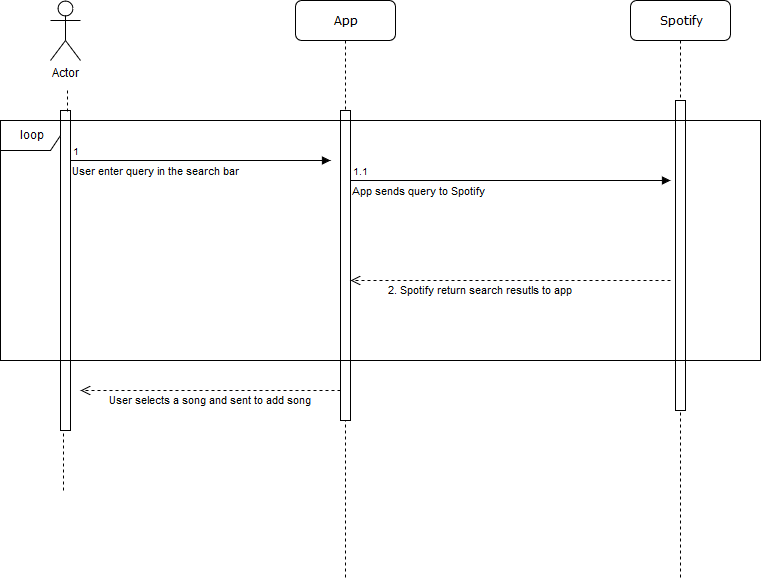 Actor
App
Spotify
loop
1
User enter query in the search bar
1.1
App sends query to Spotify
2. Spotify return search resutls to app
User selects a song and sent to add song